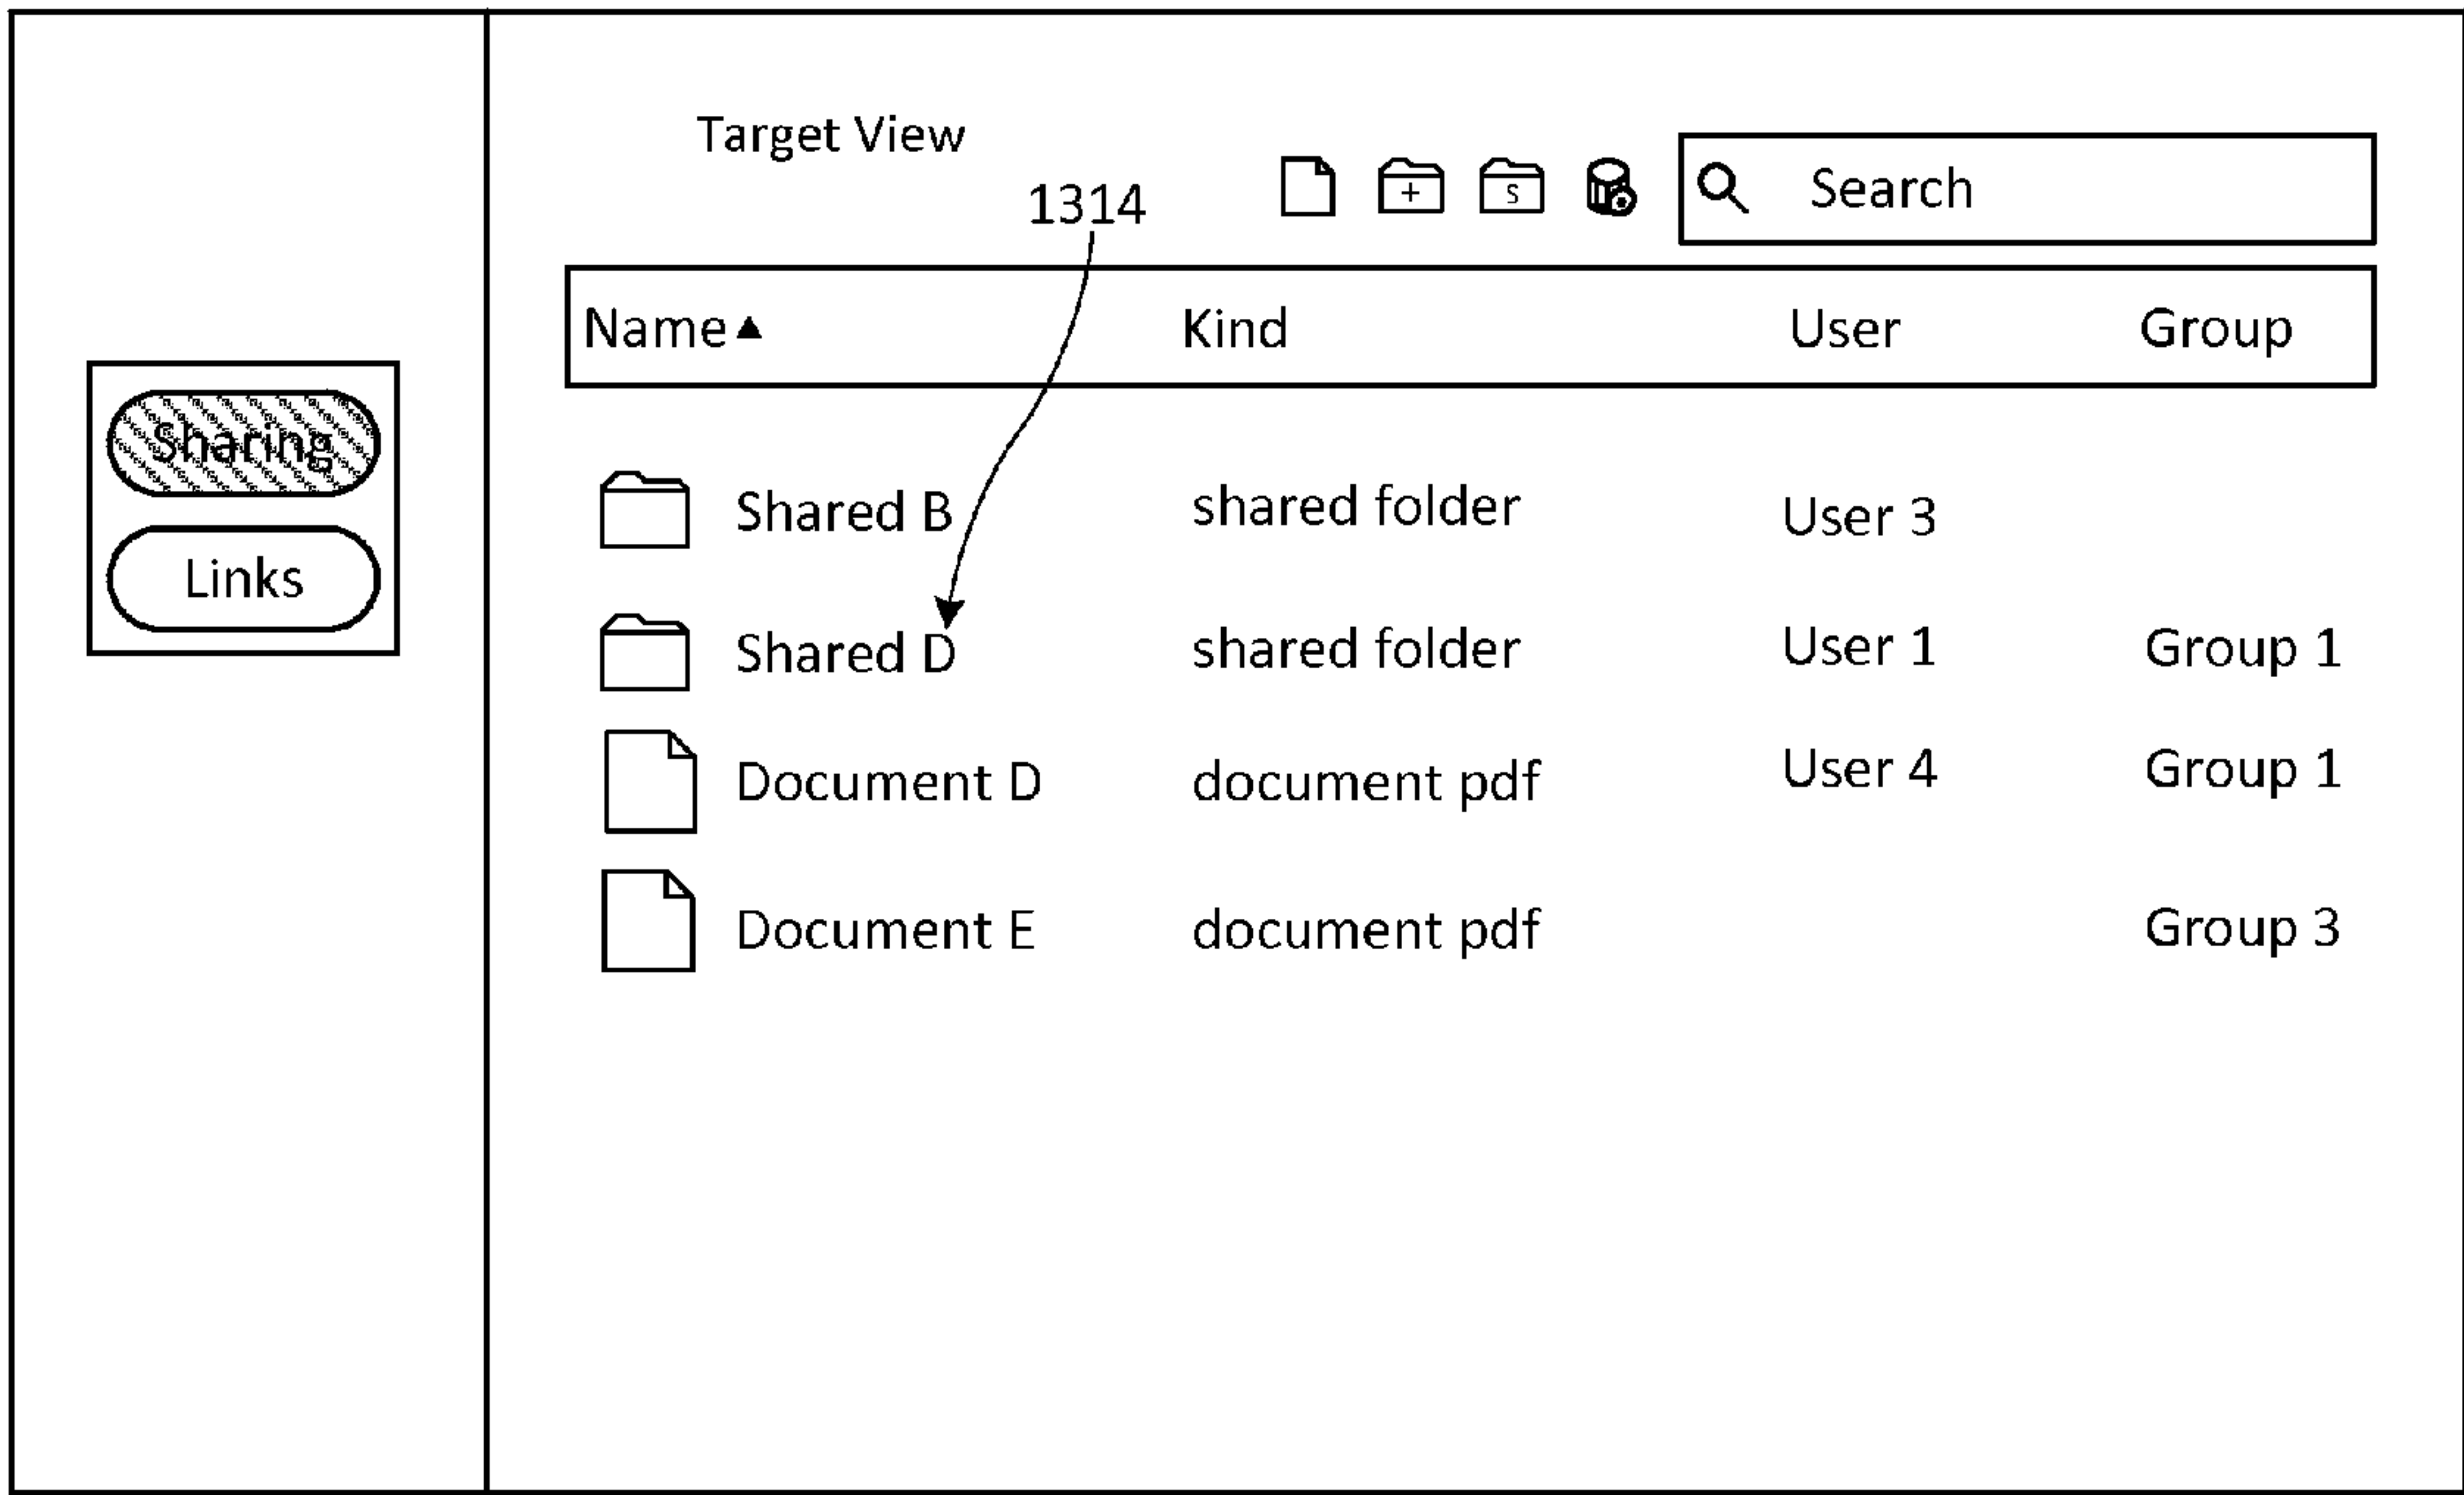 Target View
1314
+
S
Search
Name▲ Kind User Group
Sharing
Links
Shared B shared folder User 3
Shared D shared folder User 1 Group 1
Document D document pdf User 4 Group 1
Document E document pdf Group 3